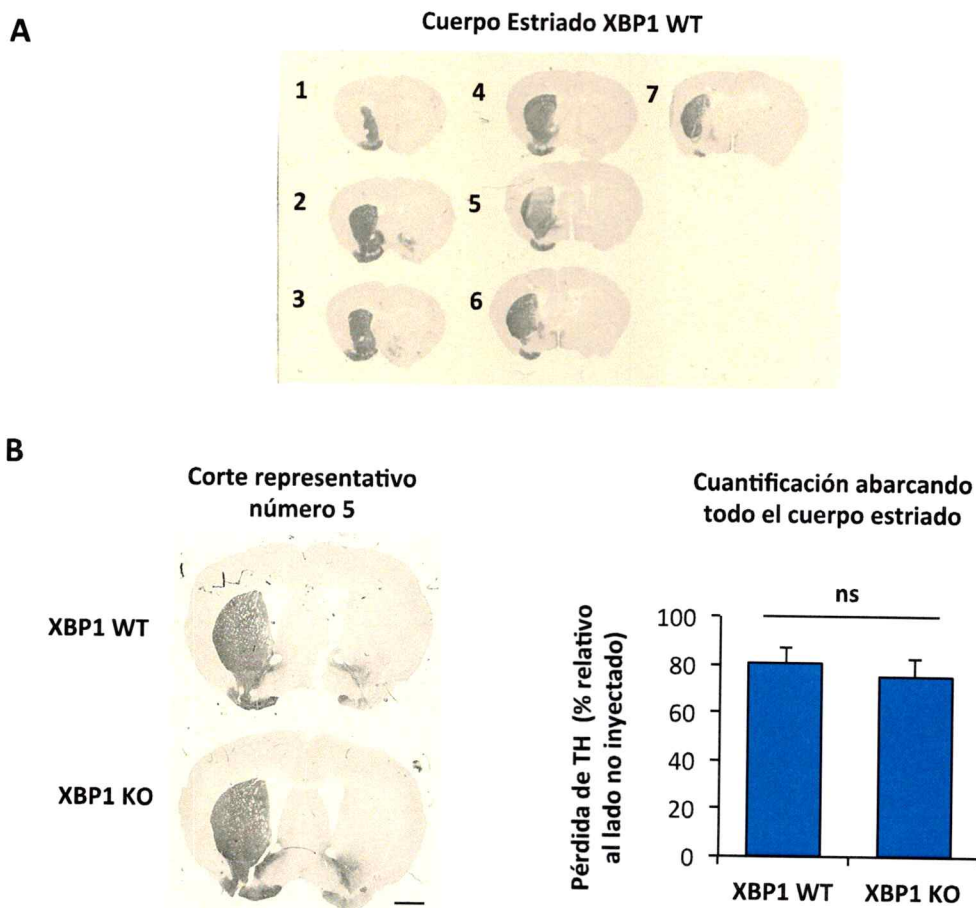 A
Cuerpo Estriado XBP1 WT
1
4
7
2
5
3
6
B
Corte representativo
número 5
XBP1 WT
XBP1 KO
Cuantificación abarcando
todo el cuerpo estriado
ns
Pérdida de TH (% relativo
al lado no inyectado)
100
80
60
40
20
0
XBP1 WT
XBP1 KO